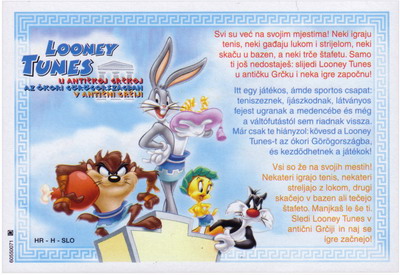 LOONEY
TUNES
U ANTIČKOJ GRČKOJ
AZ ÓKORI GÖRÖGORSZÁGBAN
V ANTIČNI GRČIJI
Svi su već na svojim mjestima! Neki igraju
tenis, neki gađaju lukom i strijelom, neki
skaču u bazen, a neki trče štafetu. Samo
ti još nedostaješ: slijedi Looney Tunes
u antičku Grčku i neka igre započnu!
Itt egy játékos, ámde sportos csapat:
teniszeznek, íjászkodnak, látványos
fejest ugranak a medencébe és még
a váltófutástól sem riadnak vissza.
Már csak te hiányzol: kövesd a Looney
Tunes-t az ókori Görögországba,
és kezdődhetnek a játékok!
Vsi so že na svojih mestih!
Nekateri igrajo tenis, nekateri
streljajo z lokom, drugi
skačejo v bazen ali tečejo
štafeto. Manjkaš le še ti.
Sledi Looney Tunes v
antični Grčiji in naj se
igre začnejo!
HR - H - SLO